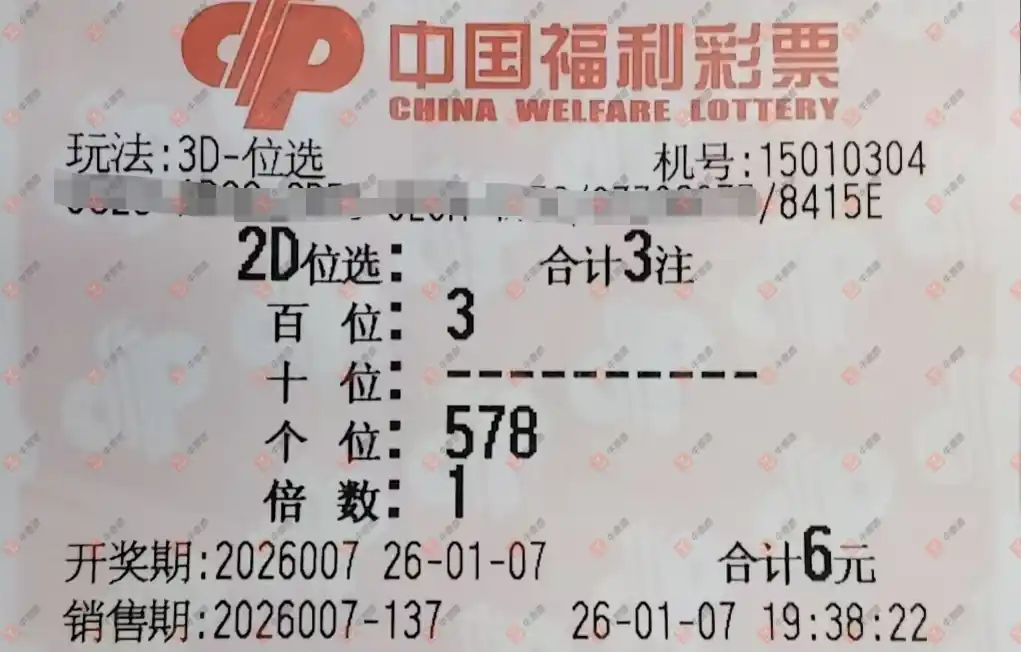 中国福利彩票
CHINA WELFARE LOTTERY
玩法:3D-位选 机号:15010304
/8415E
2D位选: 合计3注
百 位: 3
十 位: -----------
个 位: 578
倍 数: 1
开奖期:2026007 26-01-07 合计6元
销售期:2026007-137 26-01-07 19:38:22